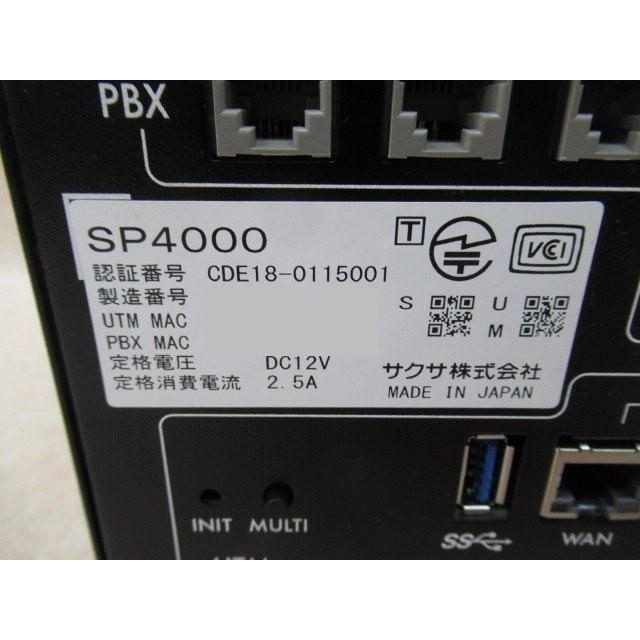 PBX
SP4000
T
VCCI
認証番号 CDE18-0115001
製造番号
S U
M
UTM MAC
PBX MAC
定格電圧 DC12V
定格消費電流 2.5A
サクサ株式会社
MADE IN JAPAN
INIT MULTI
SS
WAN
UTM